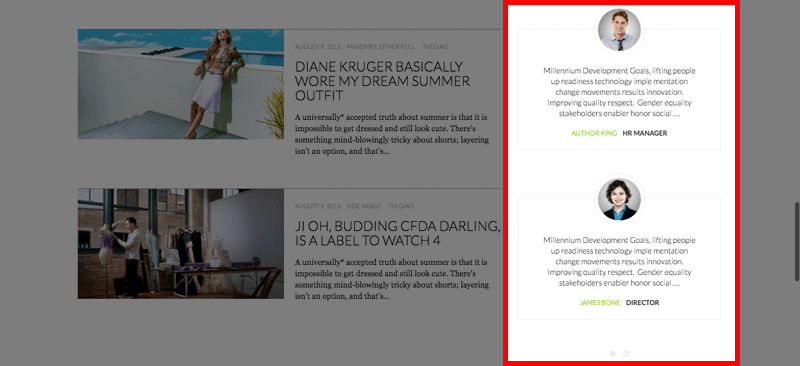 AUGUST 9, 2016 MASONRY, OTHER FULL TVLGIAO
DIANE KRUGER BASICALLY
WORE MY DREAM SUMMER
OUTFIT
A universally* accepted truth about summer is that it is
impossible to get dressed and still look cute. There's
something mind-blowingly tricky about shorts; layering
isn't an option, and that's...
AUGUST 9, 2016 SIDE IMAGE TVLGIAO
JI OH, BUDDING CFDA DARLING,
IS A LABEL TO WATCH 4
A universally* accepted truth about summer is that it is
impossible to get dressed and still look cute. There's
something mind-blowingly tricky about shorts; layering
isn't an option, and that's...
Millennium Development Goals, lifting people
up readiness technology imple mentation
change movements results innovation.
Improving quality respect. Gender equality
stakeholders enabler honor social ....
AUTHOR KING HR MANAGER
Millennium Development Goals, lifting people
up readiness technology imple mentation
change movements results innovation.
Improving quality respect. Gender equality
stakeholders enabler honor social ....
JAMES BONE DIRECTOR